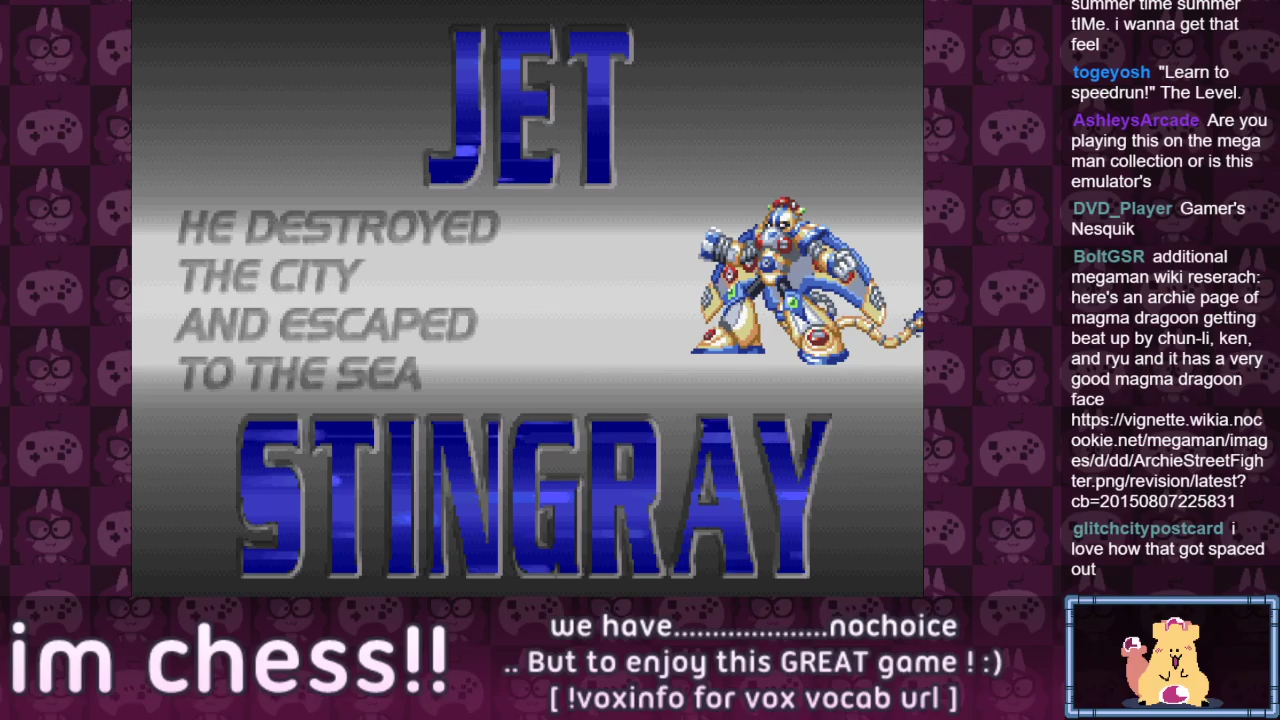 JET
HE DESTROYED
THE CITY
AND ESCAPED
TO THE SEA
STINGRAY
summer time summer
tIMe. i wanna get that
feel
togeyosh "Learn to
speedrun!" The Level.
AshleysArcade Are you
playing this on the mega
man collection or is this
emulator's
DVD_Player Gamer's
Nesquik
BoltGSR additional
megaman wiki reserach:
here's an archie page of
magma dragoon getting
beat up by chun-li, ken,
and ryu and it has a very
good magma dragoon
face
https://vignette.wikia.noc
ookie.net/megaman/imag
es/d/dd/ArchieStreetFigh
ter.png/revision/latest?
cb=20150807225831
glitchcitypostcard i
love how that got spaced
out
im chess!!
we have....................nochoice
.. But to enjoy this GREAT game ! :)
[ !voxinfo for vox vocab url ]